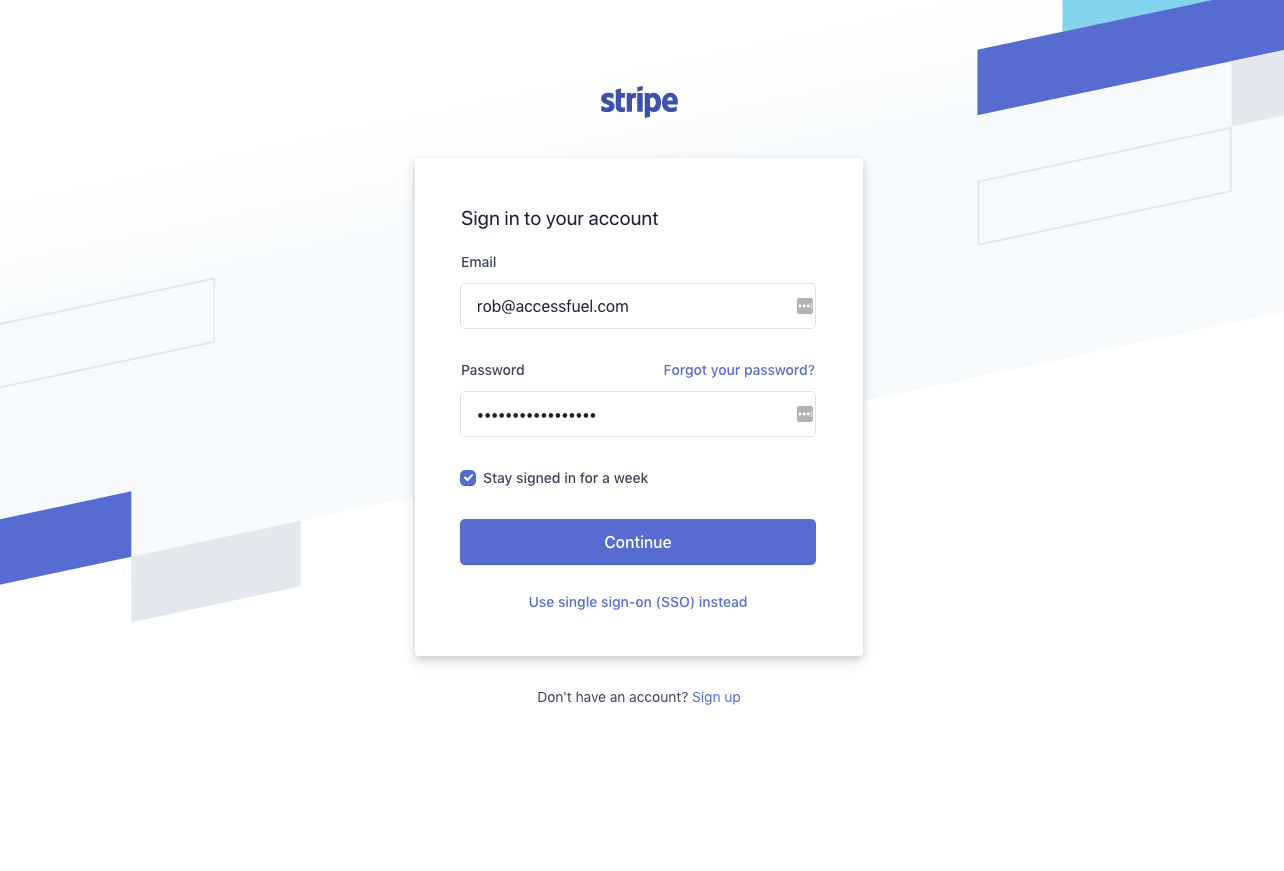 stripe
Sign in to your account
Email
rob@accessfuel.com
Password Forgot your password?
•••••••••••••••••
Stay signed in for a week
Continue
Use single sign-on (SSO) instead
Don't have an account? Sign up